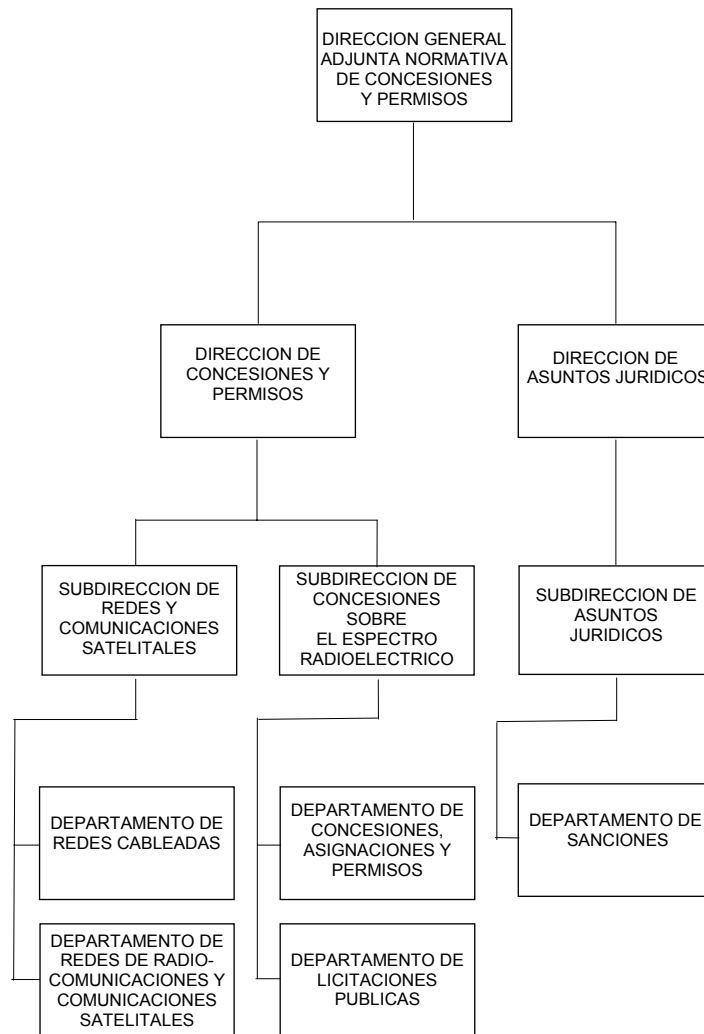 DIRECCION GENERAL
ADJUNTA NORMATIVA
DE CONCESIONES
Y PERMISOS
DIRECCION DE
CONCESIONES Y
PERMISOS
DIRECCION DE
ASUNTOS JURIDICOS
SUBDIRECCION DE
REDES Y
COMUNICACIONES
SATELITALES
SUBDIRECCION DE
CONCESIONES
SOBRE
EL ESPECTRO
RADIOELECTRICO
SUBDIRECCION DE
ASUNTOS
JURIDICOS
DEPARTAMENTO DE
REDES CABLEADAS
DEPARTAMENTO DE
CONCESIONES,
ASIGNACIONES Y
PERMISOS
DEPARTAMENTO DE
SANCIONES
DEPARTAMENTO DE
REDES DE RADIO-
COMUNICACIONES Y
COMUNICACIONES
SATELITALES
DEPARTAMENTO DE
LICITACIONES
PUBLICAS